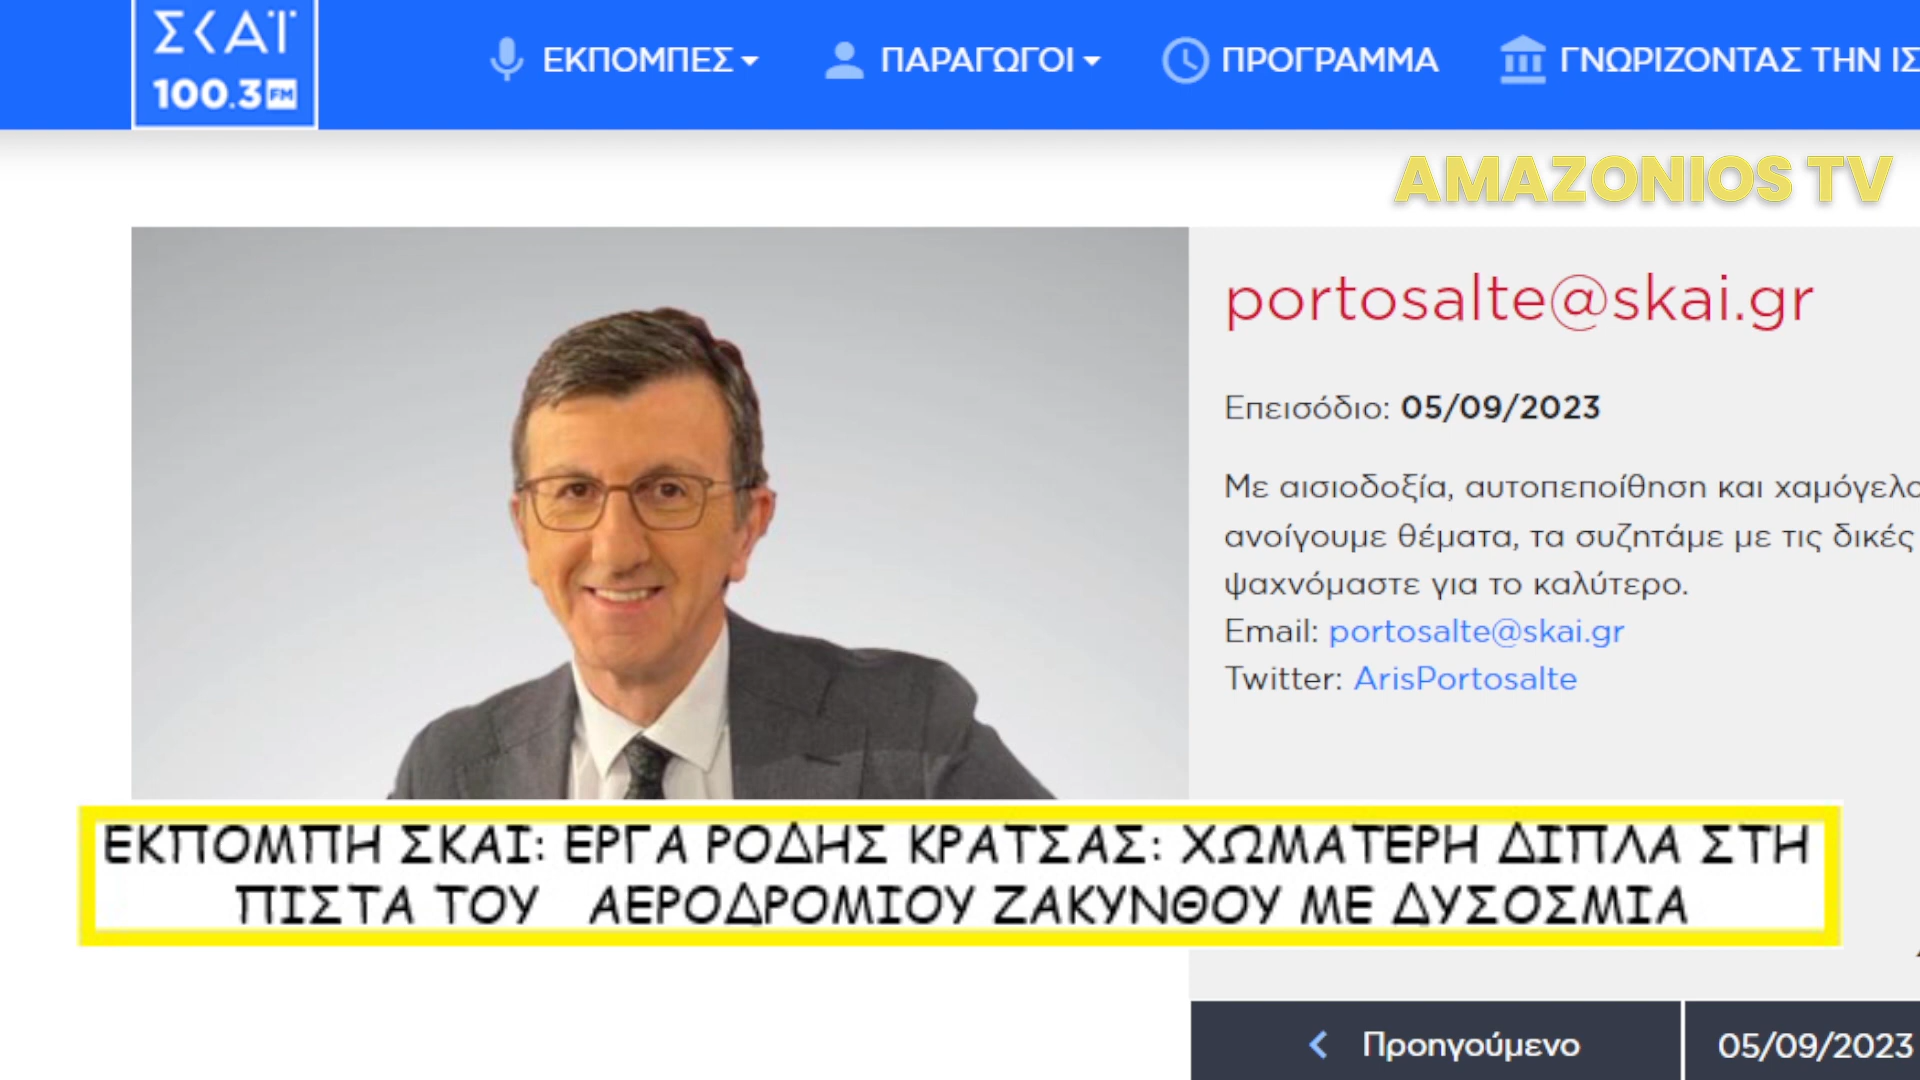 ΣΚΑΪ
100.3 FM
ΕΚΠΟΜΠΕΣ
ΠΑΡΑΓΩΓΟΙ
ΠΡΟΓΡΑΜΜΑ
ΓΝΩΡΙΖΟΝΤΑΣ ΤΗΝ ΙΣ
AMAZONIOS TV
portosalte@skai.gr
Επεισόδιο: 05/09/2023
Με αισιοδοξία, αυτοπεποίθηση και χαμόγελο
ανοίγουμε θέματα, τα συζητάμε με τις δικές
ψαχνόμαστε για το καλύτερο.
Email: portosalte@skai.gr
Twitter: ArisPortosalte
ΕΚΠΟΜΠΗ ΣΚΑΙ: ΕΡΓΑ ΡΟΔΗΣ ΚΡΑΤΣΑΣ: ΧΩΜΑΤΕΡΗ ΔΙΠΛΑ ΣΤΗ
ΠΙΣΤΑ ΤΟΥ ΑΕΡΟΔΡΟΜΙΟΥ ΖΑΚΥΝΘΟΥ ΜΕ ΔΥΣΟΣΜΙΑ
Προηγούμενο
05/09/2023